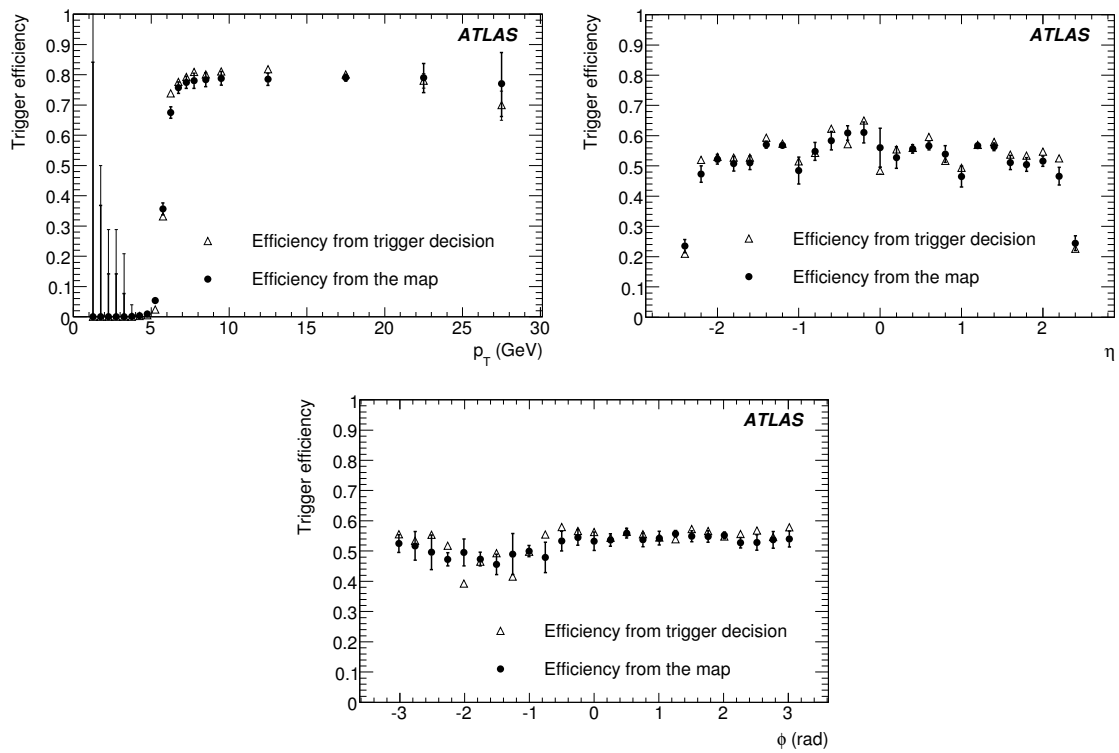 Trigger efficiency
1
0.9
0.8
0.7
0.6
0.5
0.4
0.3
0.2
0.1
0
ATLAS
Efficiency from trigger decision
Efficiency from the map
0 5 10 15 20 25 30
p_T (GeV)
Trigger efficiency
1
0.9
0.8
0.7
0.6
0.5
0.4
0.3
0.2
0.1
0
ATLAS
Efficiency from trigger decision
Efficiency from the map
-2 -1 0 1 2
η
Trigger efficiency
1
0.9
0.8
0.7
0.6
0.5
0.4
0.3
0.2
0.1
0
ATLAS
Efficiency from trigger decision
Efficiency from the map
-3 -2 -1 0 1 2 3
ϕ (rad)